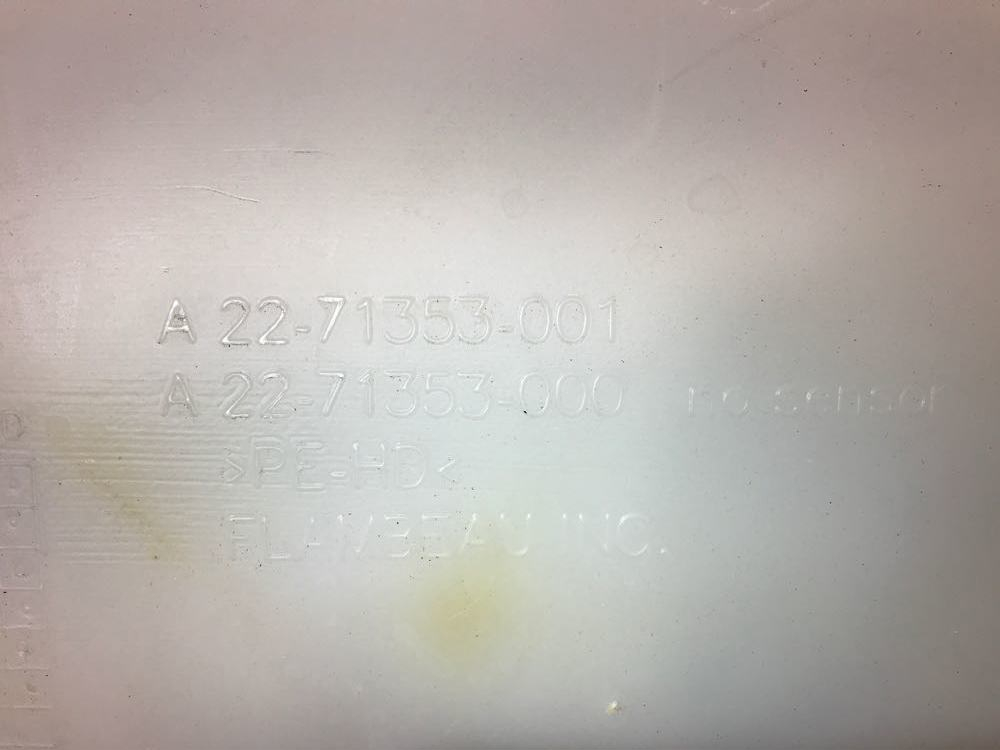 A 22-71353-001
A 22-71353-000 no sensor
>PE-HD<
FLAMBEAU INC.